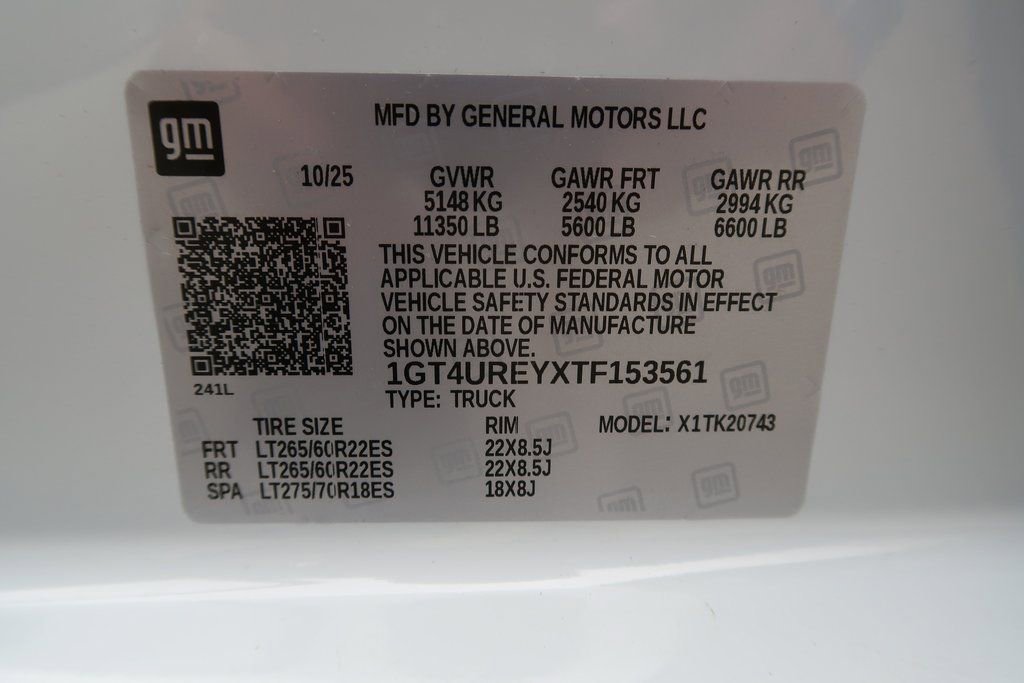 gm
MFD BY GENERAL MOTORS LLC
10/25 GVWR GAWR FRT GAWR RR
5148 KG 2540 KG 2994 KG
11350 LB 5600 LB 6600 LB
THIS VEHICLE CONFORMS TO ALL
APPLICABLE U.S. FEDERAL MOTOR
VEHICLE SAFETY STANDARDS IN EFFECT
ON THE DATE OF MANUFACTURE
SHOWN ABOVE.
1GT4UREYXTF153561
241L
TYPE: TRUCK
TIRE SIZE RIM MODEL: X1TK20743
FRT LT265/60R22ES 22X8.5J
RR LT265/60R22ES 22X8.5J
SPA LT275/70R18ES 18X8J